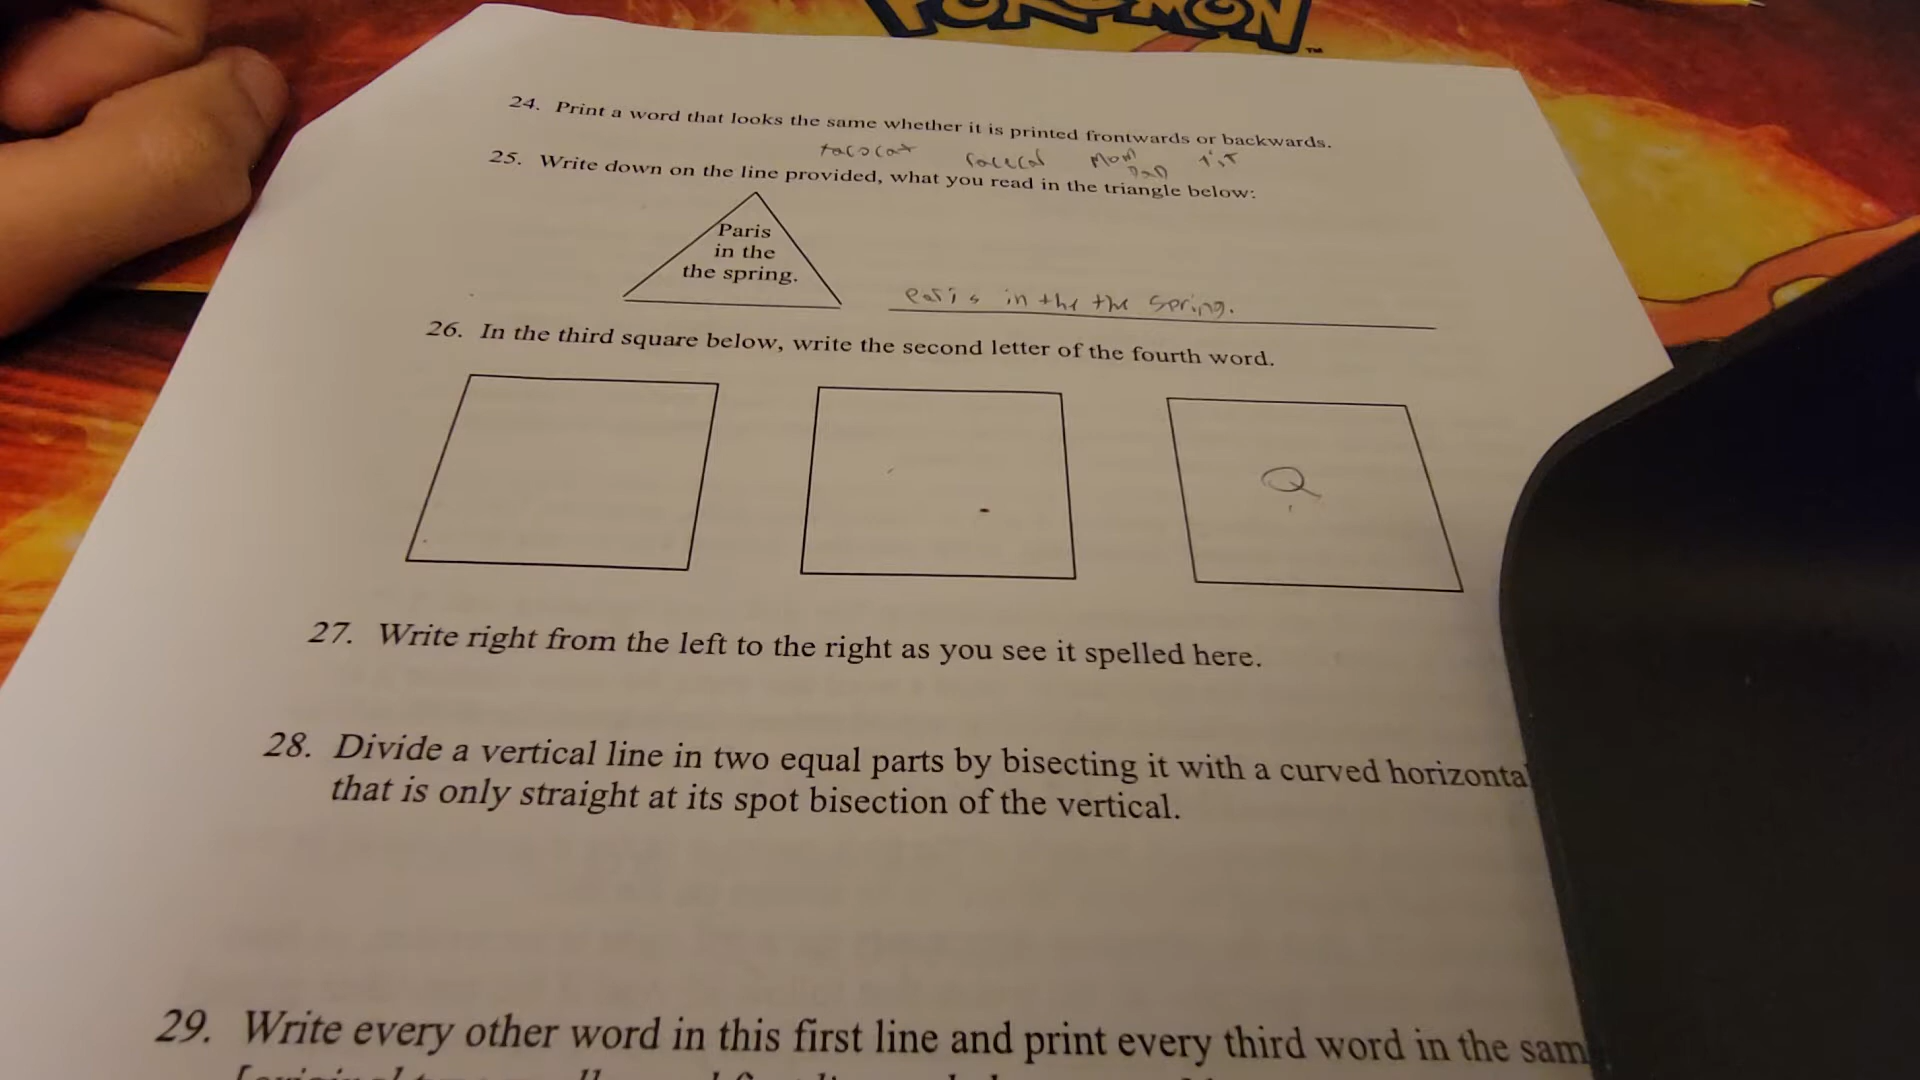 POKéMON
TM
24. Print a word that looks the same whether it is printed frontwards or backwards.
tacocat racecar Mom
DaD
25. Write down on the line provided, what you read in the triangle below:
Paris
in the
the spring.
Paris in the the spring.
26. In the third square below, write the second letter of the fourth word.
Q
27. Write right from the left to the right as you see it spelled here.
28. Divide a vertical line in two equal parts by bisecting it with a curved horizonta
that is only straight at its spot bisection of the vertical.
29. Write every other word in this first line and print every third word in the sam